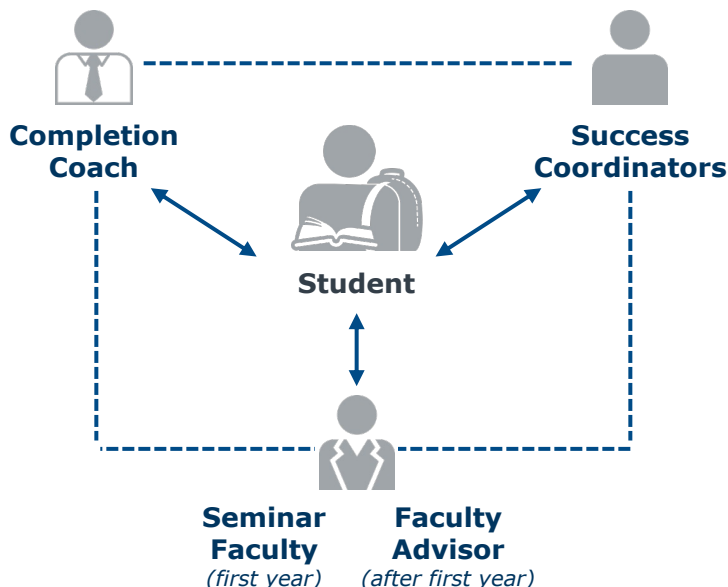 Completion
Coach
Success
Coordinators
Student
Seminar
Faculty
(first year)
Faculty
Advisor
(after first year)